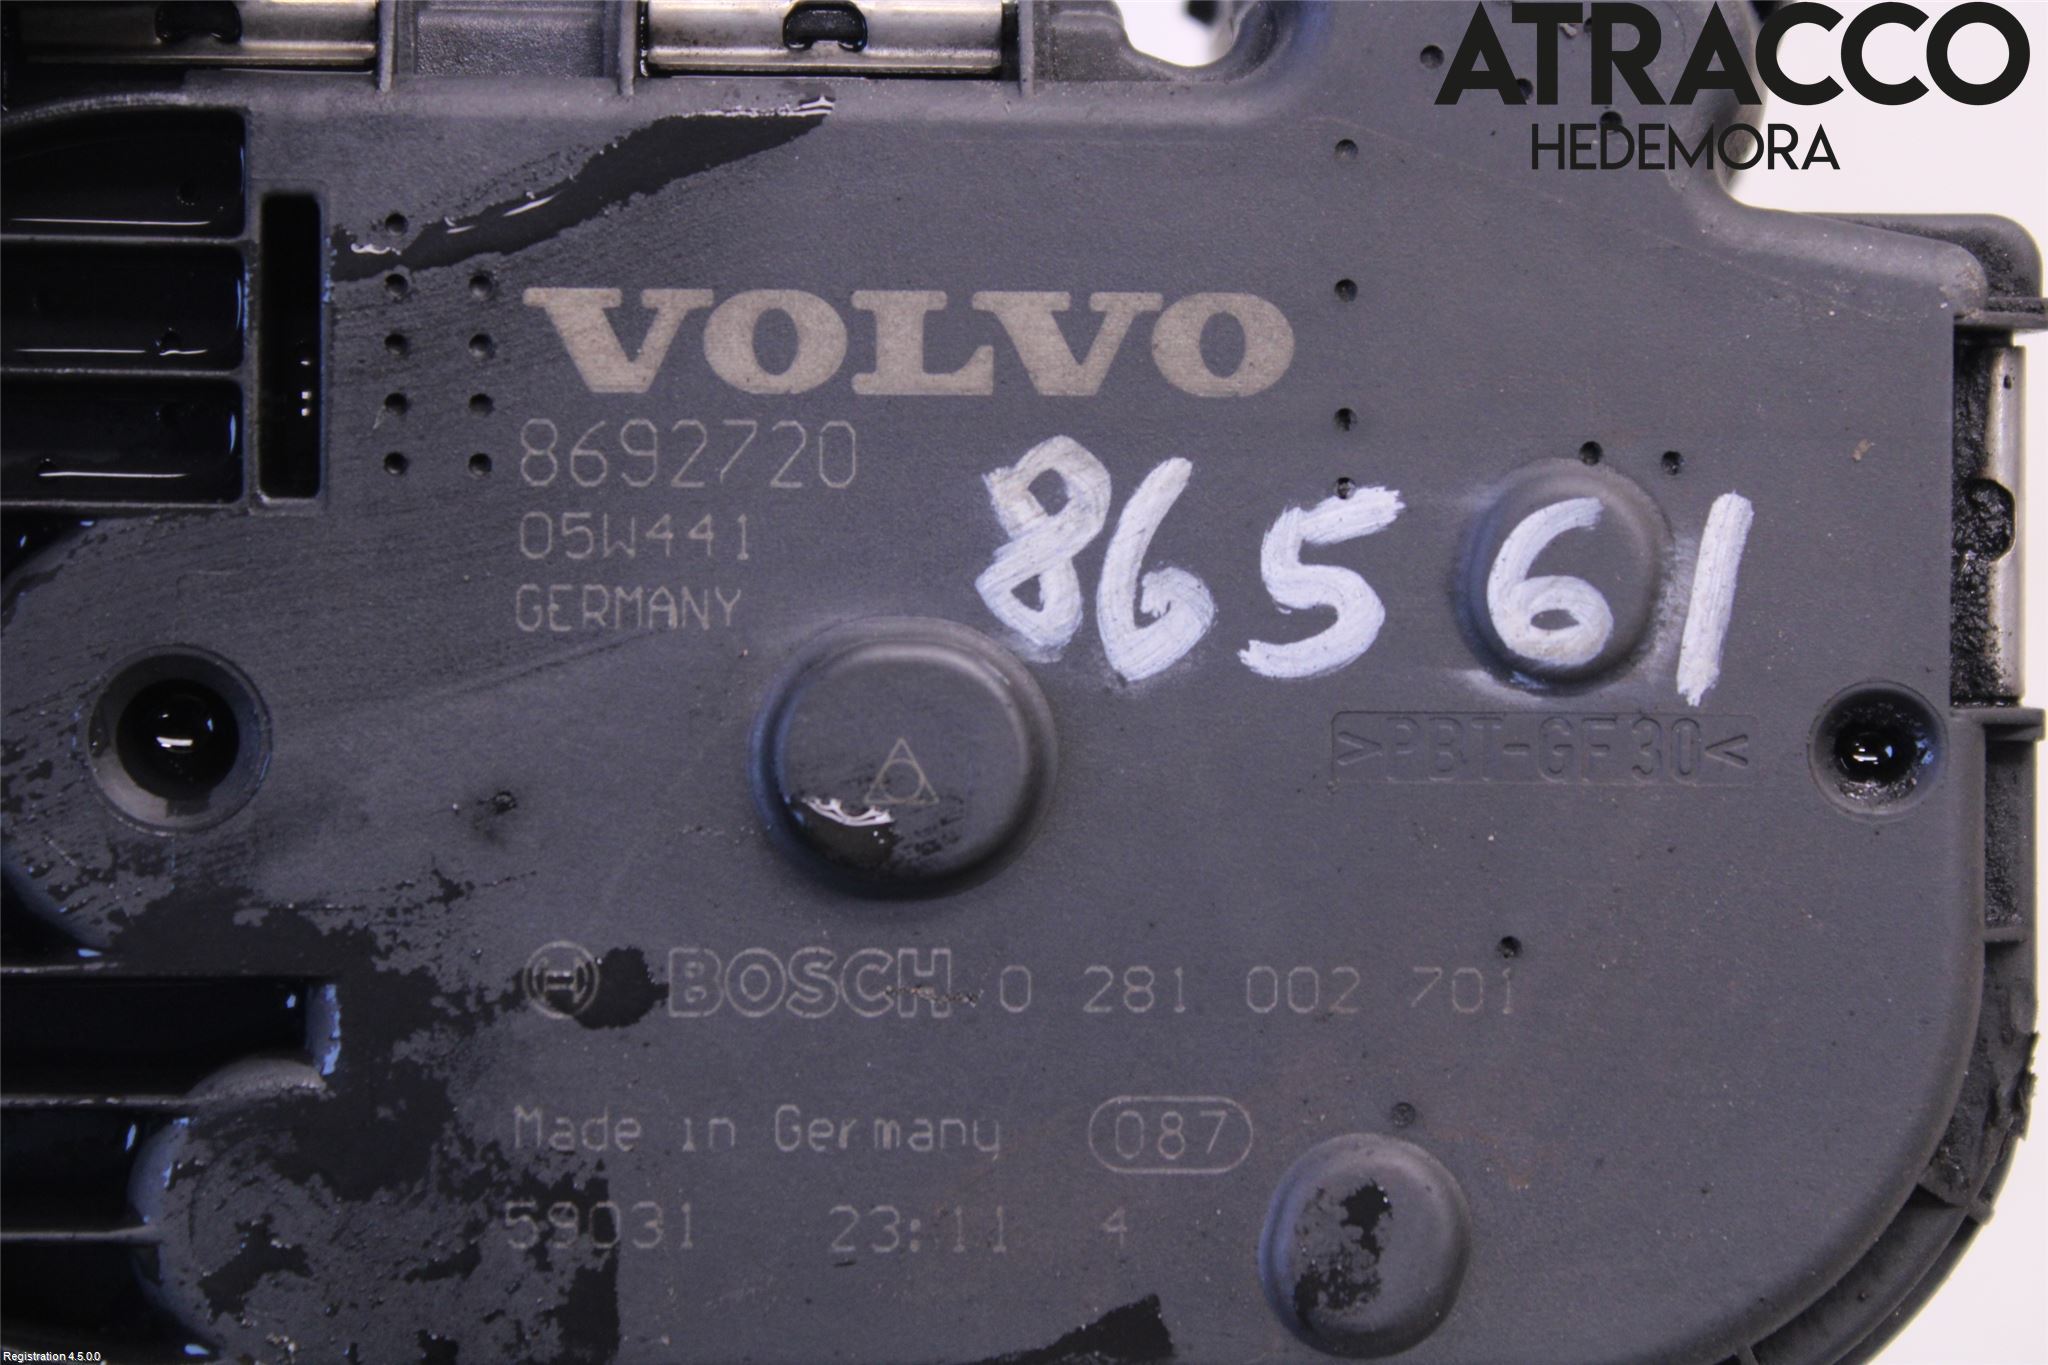 ATRACCO
HEDEMORA
VOLVO
8692720
05W441
GERMANY
86561
>PBT-GF30<
BOSCH 0 281 002 701
Made in Germany 087
59031 23:11 4
Registration 4.5.0.0